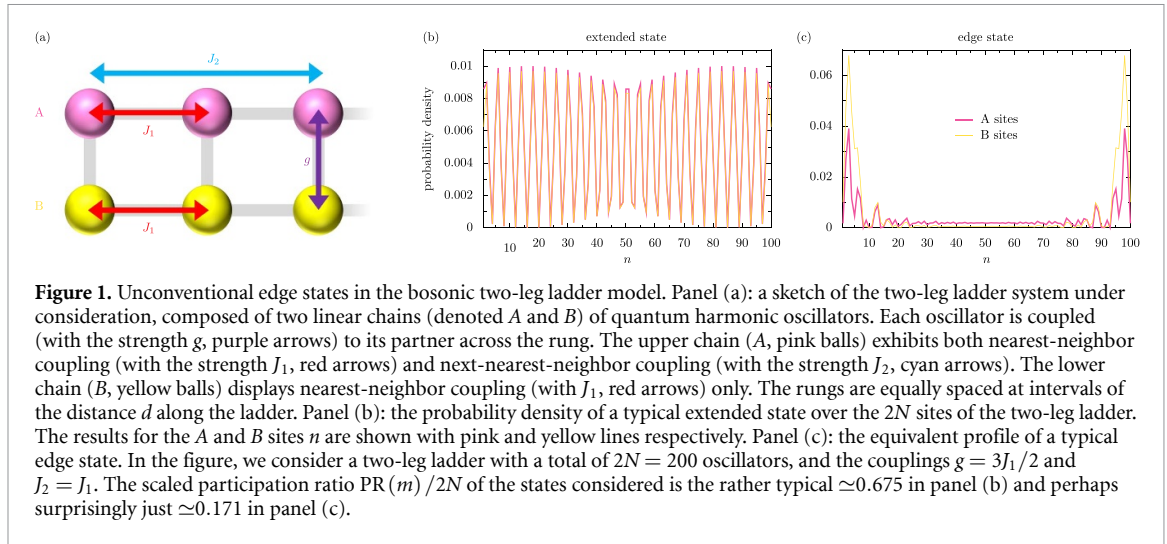 (a)
J₂
A
J₁
g
B
J₁
(b)
extended state
probability density
0.01
0.008
0.006
0.004
0.002
0
10 20 30 40 50 60 70 80 90 100
n
(c)
edge state
0.06
0.04
0.02
0
A sites
B sites
10 20 30 40 50 60 70 80 90 100
n
Figure 1. Unconventional edge states in the bosonic two-leg ladder model. Panel (a): a sketch of the two-leg ladder system under
consideration, composed of two linear chains (denoted A and B) of quantum harmonic oscillators. Each oscillator is coupled
(with the strength g, purple arrows) to its partner across the rung. The upper chain (A, pink balls) exhibits both nearest-neighbor
coupling (with the strength J₁, red arrows) and next-nearest-neighbor coupling (with the strength J₂, cyan arrows). The lower
chain (B, yellow balls) displays nearest-neighbor coupling (with J₁, red arrows) only. The rungs are equally spaced at intervals of
the distance d along the ladder. Panel (b): the probability density of a typical extended state over the 2N sites of the two-leg ladder.
The results for the A and B sites n are shown with pink and yellow lines respectively. Panel (c): the equivalent profile of a typical
edge state. In the figure, we consider a two-leg ladder with a total of 2N = 200 oscillators, and the couplings g = 3J₁/2 and
J₂ = J₁. The scaled participation ratio PR(m)/2N of the states considered is the rather typical ≃0.675 in panel (b) and perhaps
surprisingly just ≃0.171 in panel (c).